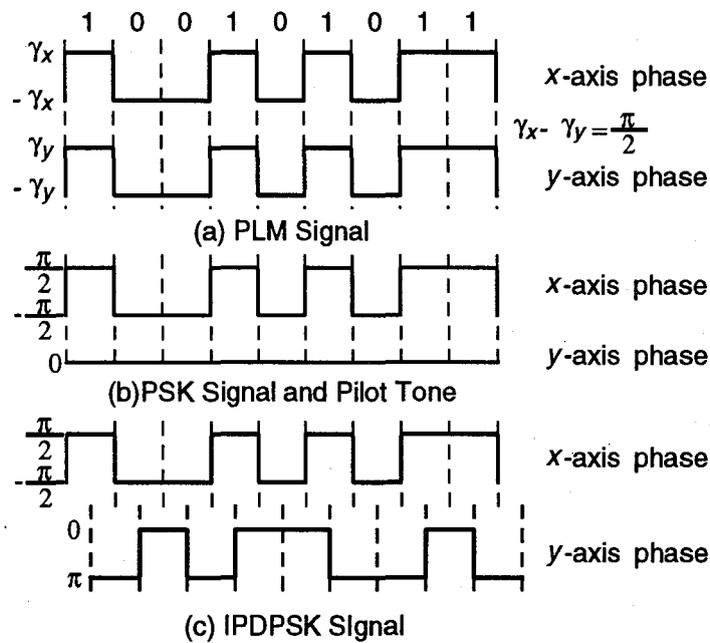 1 0 0 1 0 1 0 1 1
γx
- γx
x-axis phase
γx- γy = π/2
γy
- γy
y-axis phase
(a) PLM Signal
π/2
-π/2
x-axis phase
0
y-axis phase
(b)PSK Signal and Pilot Tone
π/2
-π/2
x-axis phase
0
π
y-axis phase
(c) IPDPSK SIgnal